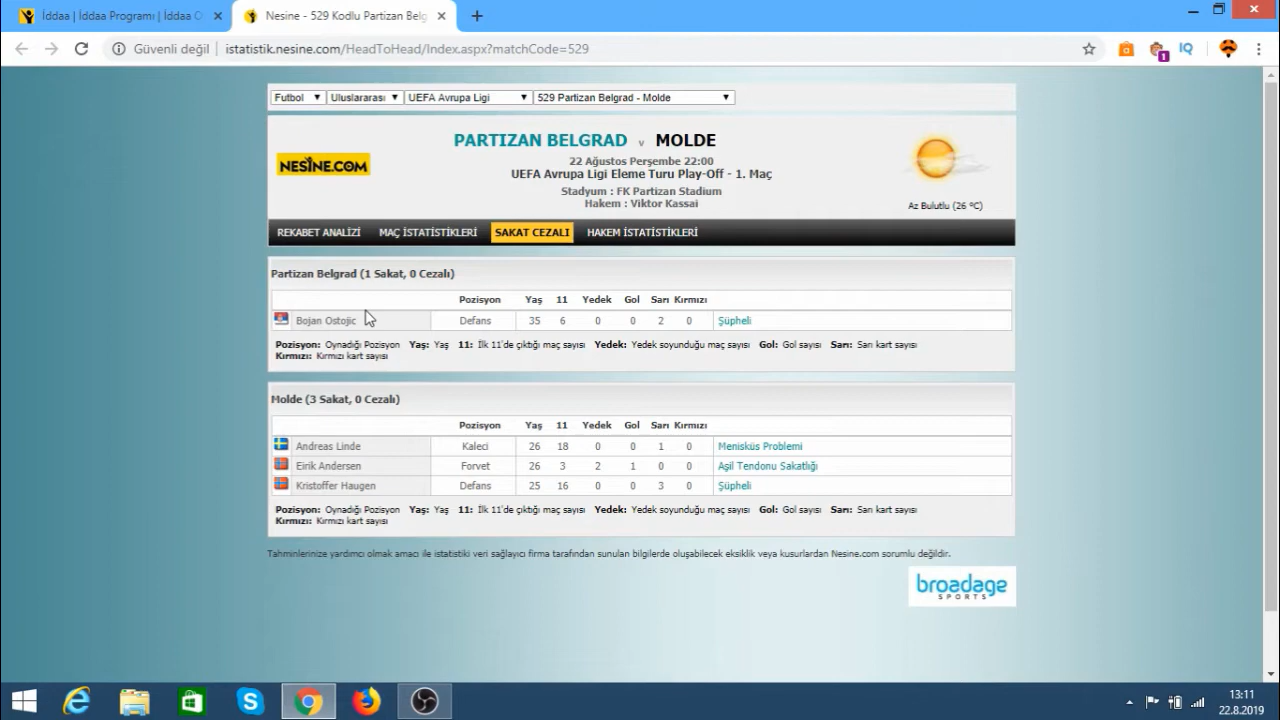 İddaa | İddaa Programı | İddaa O
Nesine - 529 Kodlu Partizan Belg
Güvenli değil
istatistik.nesine.com/HeadToHead/Index.aspx?matchCode=529
IQ
1
Futbol
Uluslararası
UEFA Avrupa Ligi
529 Partizan Belgrad - Molde
NESİNE.COM
PARTIZAN BELGRAD v MOLDE
22 Ağustos Perşembe 22:00
UEFA Avrupa Ligi Eleme Turu Play-Off - 1. Maç
Stadyum : FK Partizan Stadium
Hakem : Viktor Kassai
Az Bulutlu (26 °C)
REKABET ANALİZİ MAÇ İSTATİSTİKLERİ SAKAT CEZALI HAKEM İSTATİSTİKLERİ
Partizan Belgrad (1 Sakat, 0 Cezalı)
Pozisyon Yaş 11 Yedek Gol Sarı Kırmızı
Bojan Ostojic Defans 35 6 0 0 2 0 Şüpheli
Pozisyon: Oynadığı Pozisyon Yaş: Yaş 11: İlk 11'de çıktığı maç sayısı Yedek: Yedek soyunduğu maç sayısı Gol: Gol sayısı Sarı: Sarı kart sayısı
Kırmızı: Kırmızı kart sayısı
Molde (3 Sakat, 0 Cezalı)
Pozisyon Yaş 11 Yedek Gol Sarı Kırmızı
Andreas Linde Kaleci 26 18 0 0 1 0 Menisküs Problemi
Eirik Andersen Forvet 26 3 2 1 0 0 Aşil Tendonu Sakatlığı
Kristoffer Haugen Defans 25 16 0 0 3 0 Şüpheli
Pozisyon: Oynadığı Pozisyon Yaş: Yaş 11: İlk 11'de çıktığı maç sayısı Yedek: Yedek soyunduğu maç sayısı Gol: Gol sayısı Sarı: Sarı kart sayısı
Kırmızı: Kırmızı kart sayısı
Tahminlerinize yardımcı olmak amacı ile istatistiki veri sağlayıcı firma tarafından sunulan bilgilerde oluşabilecek eksiklik veya kusurlardan Nesine.com sorumlu değildir.
broadage
SPORTS
13:11
22.8.2019